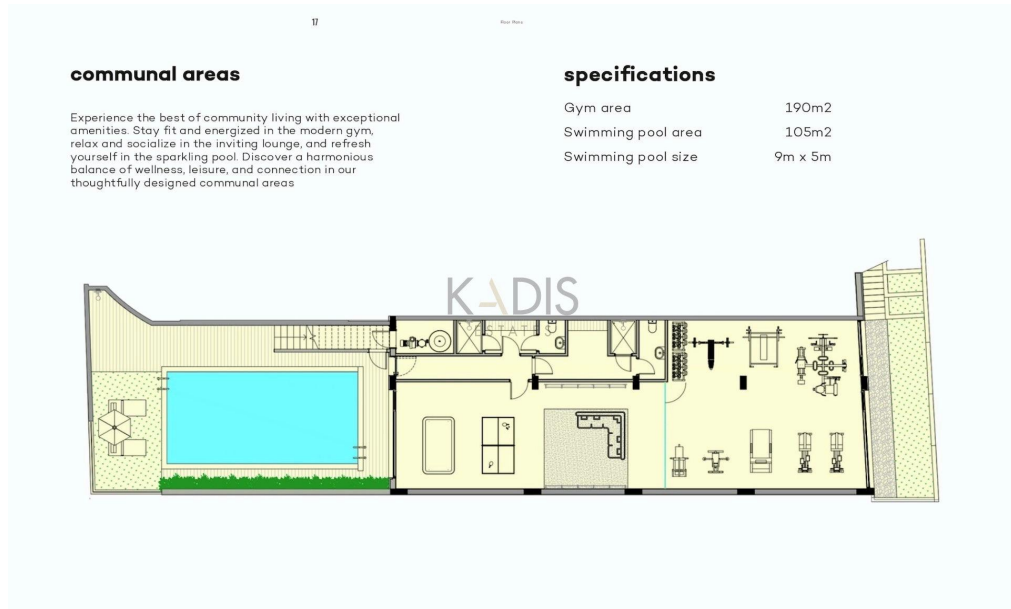 17
communal areas
Experience the best of community living with exceptional
amenities. Stay fit and energized in the modern gym,
relax and socialize in the inviting lounge, and refresh
yourself in the sparkling pool. Discover a harmonious
balance of wellness, leisure, and connection in our
thoughtfully designed communal areas
specifications
Gym area 190m2
Swimming pool area 105m2
Swimming pool size 9m x 5m
KADIS
ESTATES